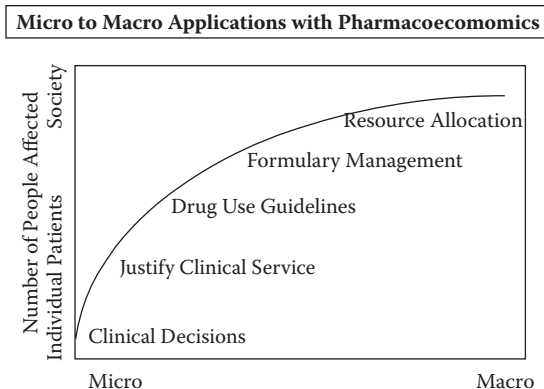 Micro to Macro Applications with Pharmacoecomomics
Number of People Affected
Individual Patients
Society
Resource Allocation
Formulary Management
Drug Use Guidelines
Justify Clinical Service
Clinical Decisions
Micro
Macro